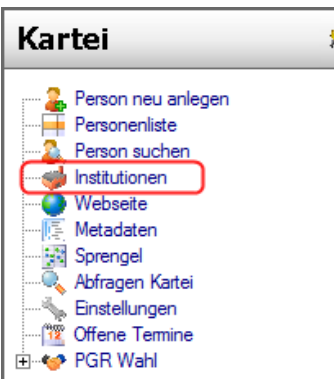 Kartei
Person neu anlegen
Personenliste
Person suchen
Institutionen
Webseite
Metadaten
Sprengel
Abfragen Kartei
Einstellungen
Offene Termine
PGR Wahl